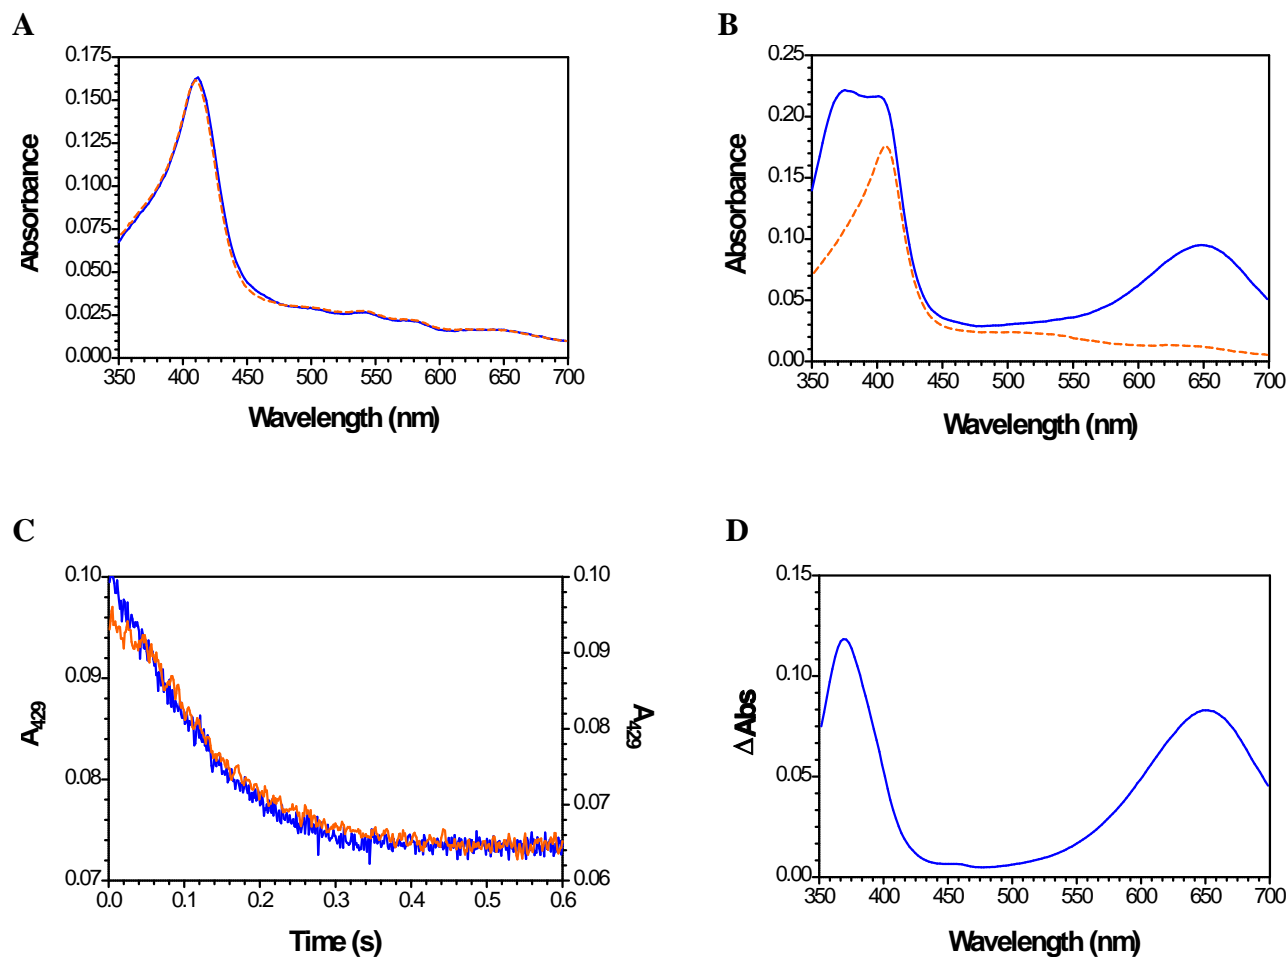 A
0.175
0.150
0.125
0.100
0.075
0.050
0.025
0.000
350 400 450 500 550 600 650 700
Absorbance
Wavelength (nm)
B
0.25
0.20
0.15
0.10
0.05
0.00
350 400 450 500 550 600 650 700
Absorbance
Wavelength (nm)
C
0.10
0.09
0.08
0.07
0.10
0.09
0.08
0.07
0.06
0.0 0.1 0.2 0.3 0.4 0.5 0.6
A429
A429
Time (s)
D
0.15
0.10
0.05
0.00
350 400 450 500 550 600 650 700
ΔAbs
Wavelength (nm)